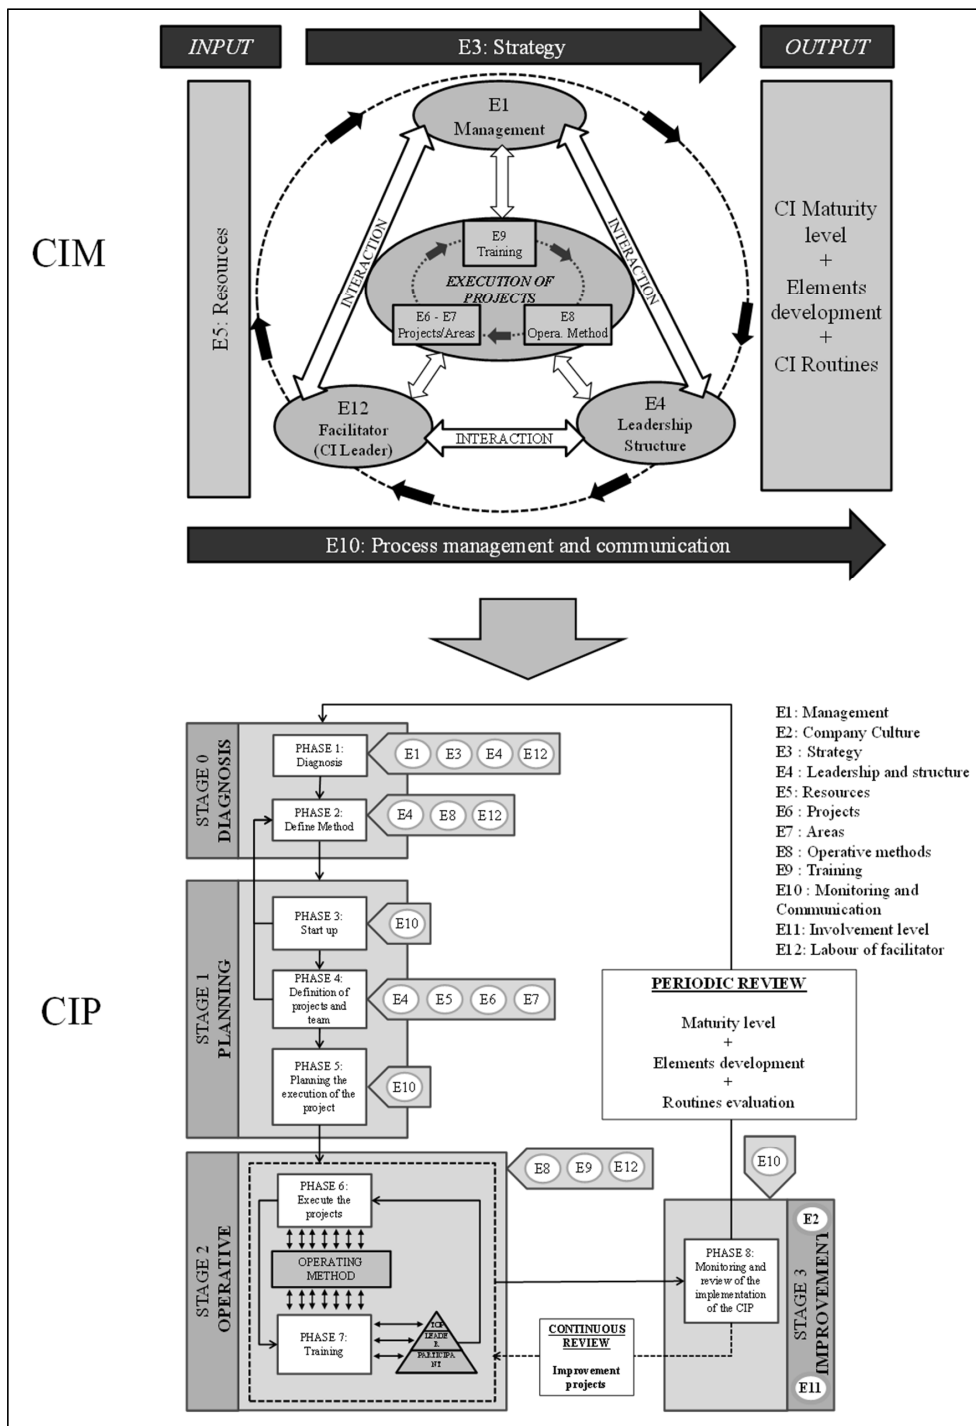 INPUT
E3: Strategy
OUTPUT
CIM
E5: Resources
E1
Management
INTERACTION
INTERACTION
E9
Training
EXECUTION OF
PROJECTS
E6 - E7
Projects/Areas
E8
Opera. Method
E12
Facilitator
(CI Leader)
INTERACTION
E4
Leadership
Structure
CI Maturity
level
+
Elements
development
+
CI Routines
E10: Process management and communication
CIP
STAGE 0
DIAGNOSIS
PHASE 1:
Diagnosis
E1
E3
E4
E12
PHASE 2:
Define Method
E4
E8
E12
STAGE 1
PLANNING
PHASE 3:
Start up
E10
PHASE 4:
Definition of
projects and
team
E4
E5
E6
E7
PHASE 5:
Planning the
execution of the
project
E10
E1: Management
E2: Company Culture
E3 : Strategy
E4 : Leadership and structure
E5: Resources
E6 : Projects
E7 : Areas
E8 : Operative methods
E9 : Training
E10 : Monitoring and
Communication
E11: Involvement level
E12: Labour of facilitator
PERIODIC REVIEW
Maturity level
+
Elements development
+
Routines evaluation
STAGE 2
OPERATIVE
E8
E9
E12
PHASE 6:
Execute the
projects
OPERATING
METHOD
PHASE 7:
Training
TOP
LEADE
R
PARTICIPA
NT
E10
STAGE 3
IMPROVEMENT
E2
E11
PHASE 8:
Monitoring and
review of the
implementation
of the CIP
CONTINUOUS
REVIEW
Improvement
projects